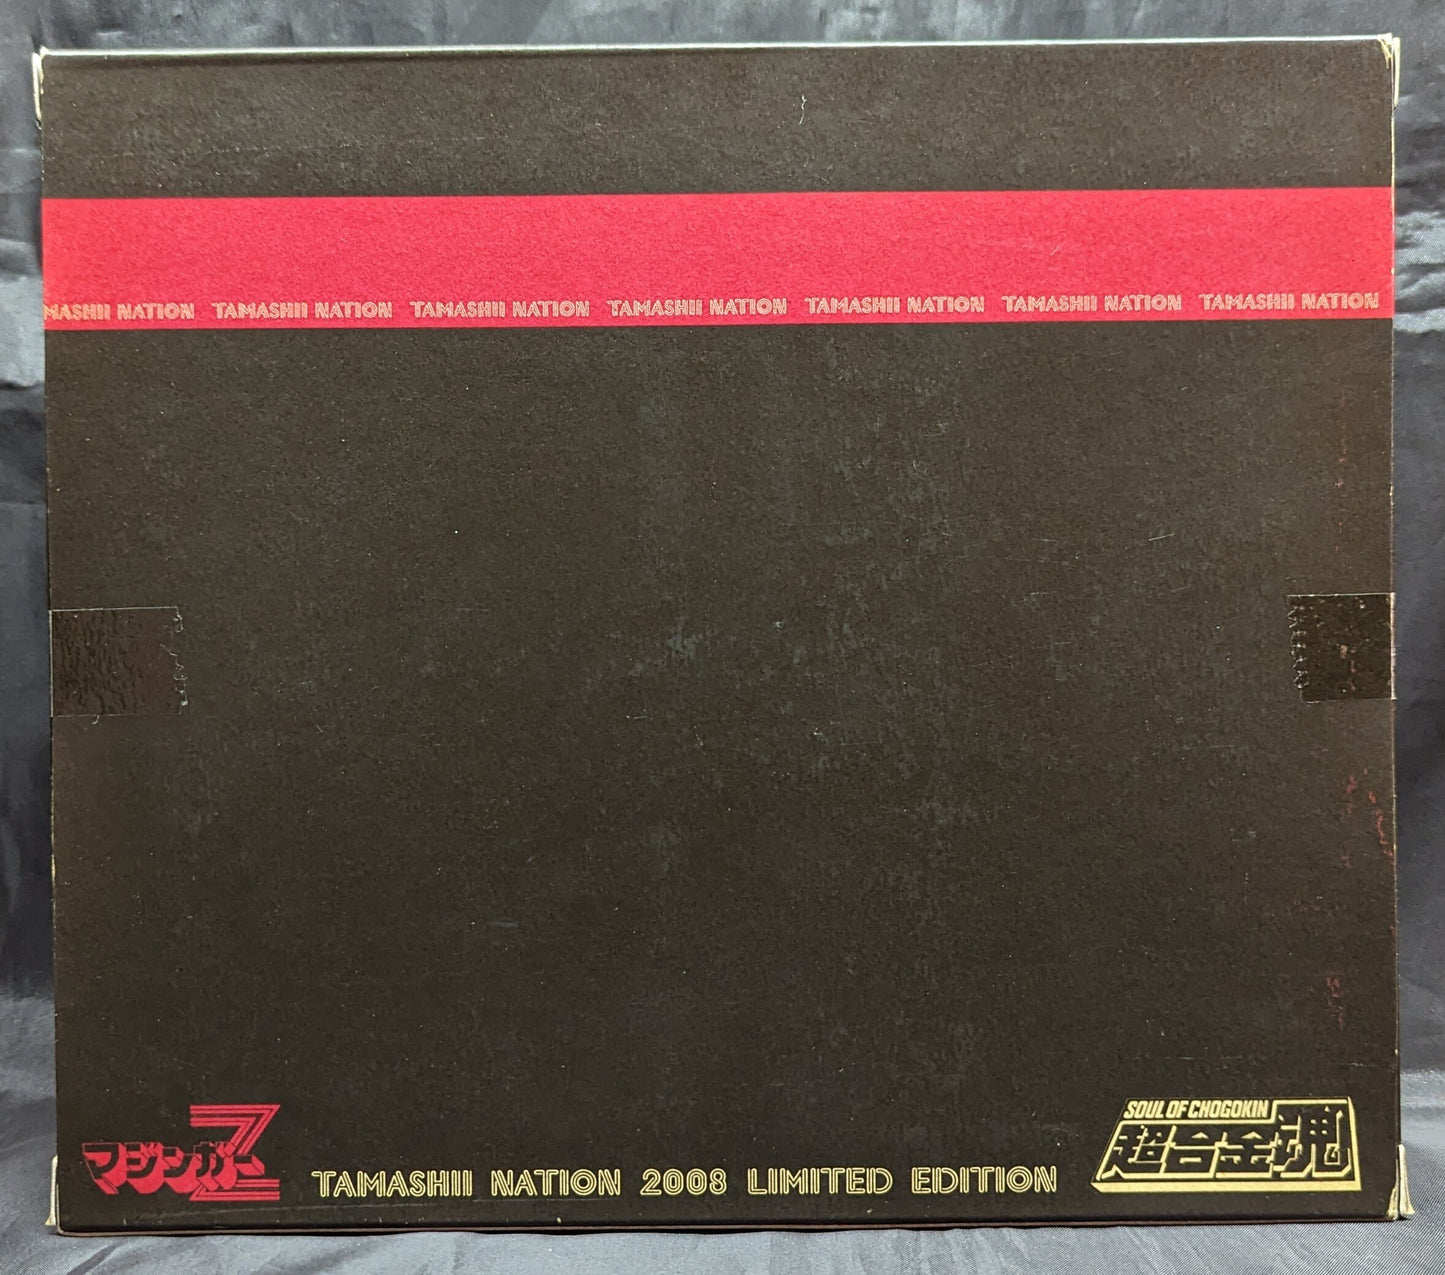 MASHII NATION TAMASHII NATION TAMASHII NATION TAMASHII NATION TAMASHII NATION TAMASHII NATION TAMASHII NATION
マジンガーZ
TAMASHII NATION 2008 LIMITED EDITION
SOUL OF CHOGOKIN
超合金魂